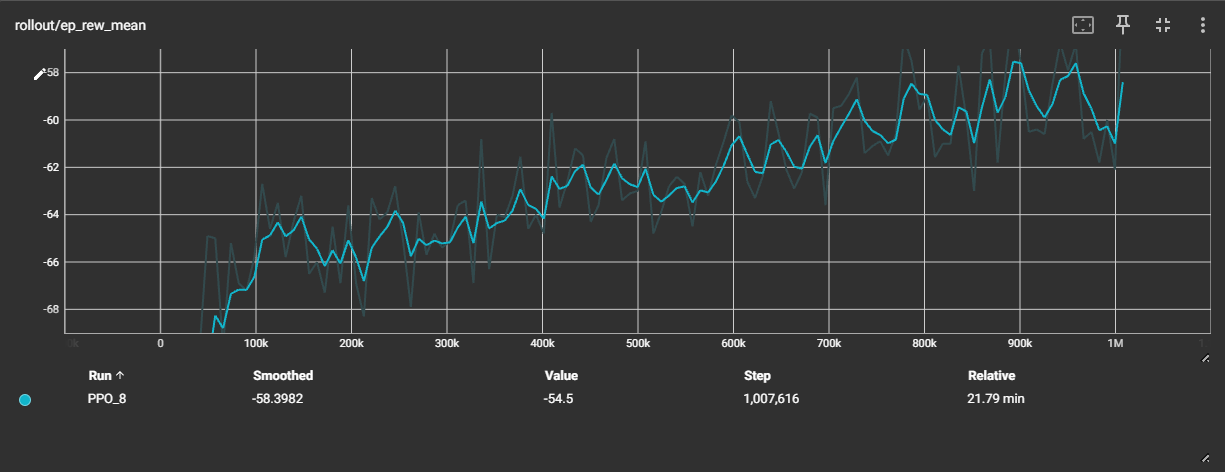 rollout/ep_rew_mean
-58
-60
-62
-64
-66
-68
0k 0 100k 200k 300k 400k 500k 600k 700k 800k 900k 1M
Run ↑ Smoothed Value Step Relative
PPO_8 -58.3982 -54.5 1,007,616 21.79 min